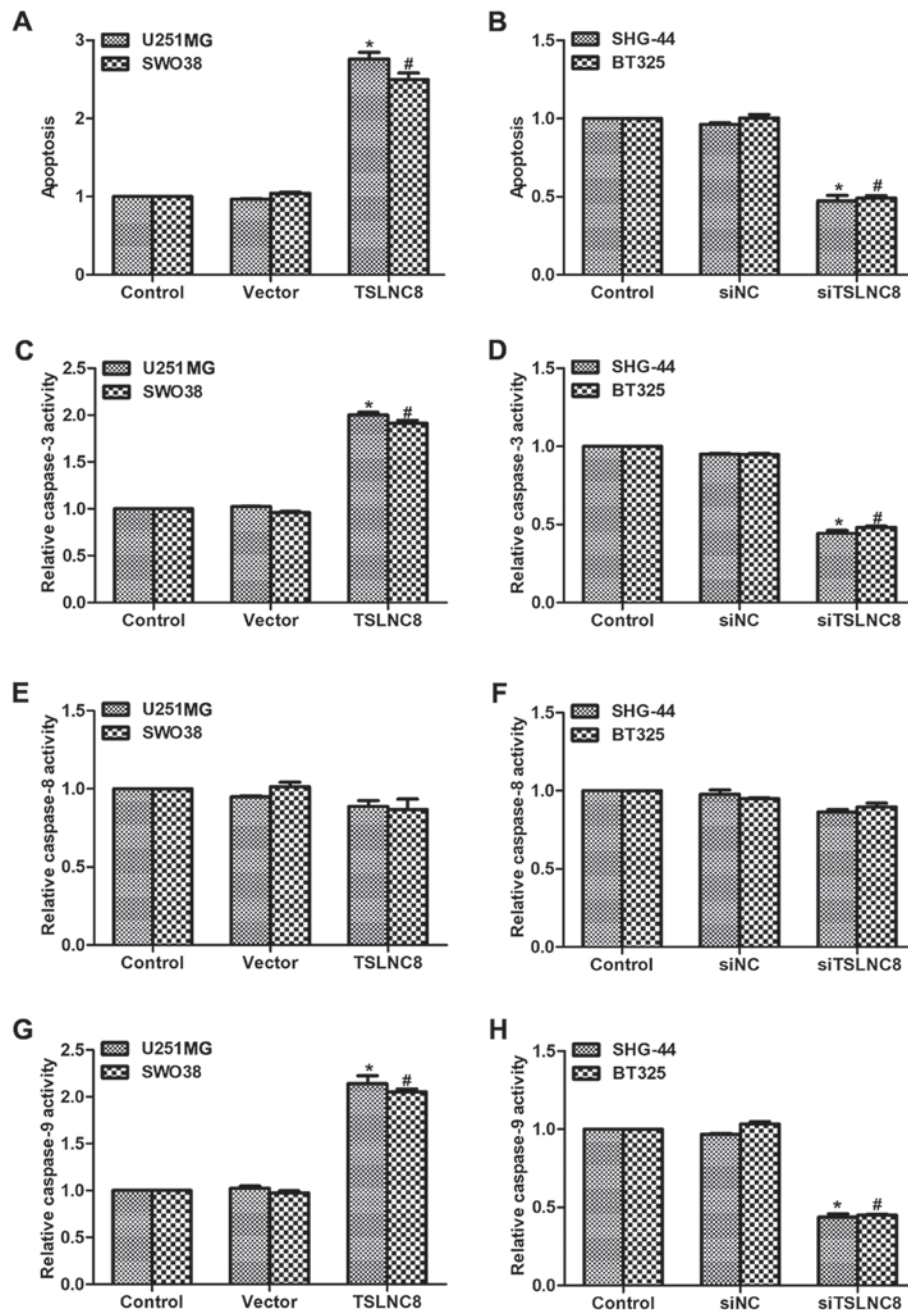 A
U251MG
SWO38
Apoptosis
3
2
1
0
*
#
Control Vector TSLNC8
B
SHG-44
BT325
Apoptosis
1.5
1.0
0.5
0.0
*
#
Control siNC siTSLNC8
C
U251MG
SWO38
Relative caspase-3 activity
2.5
2.0
1.5
1.0
0.5
0.0
*
#
Control Vector TSLNC8
D
SHG-44
BT325
Relative caspase-3 activity
1.5
1.0
0.5
0.0
*
#
Control siNC siTSLNC8
E
U251MG
SWO38
Relative caspase-8 activity
1.5
1.0
0.5
0.0
Control Vector TSLNC8
F
SHG-44
BT325
Relative caspase-8 activity
1.5
1.0
0.5
0.0
Control siNC siTSLNC8
G
U251MG
SWO38
Relative caspase-9 activity
2.5
2.0
1.5
1.0
0.5
0.0
*
#
Control Vector TSLNC8
H
SHG-44
BT325
Relative caspase-9 activity
1.5
1.0
0.5
0.0
*
#
Control siNC siTSLNC8